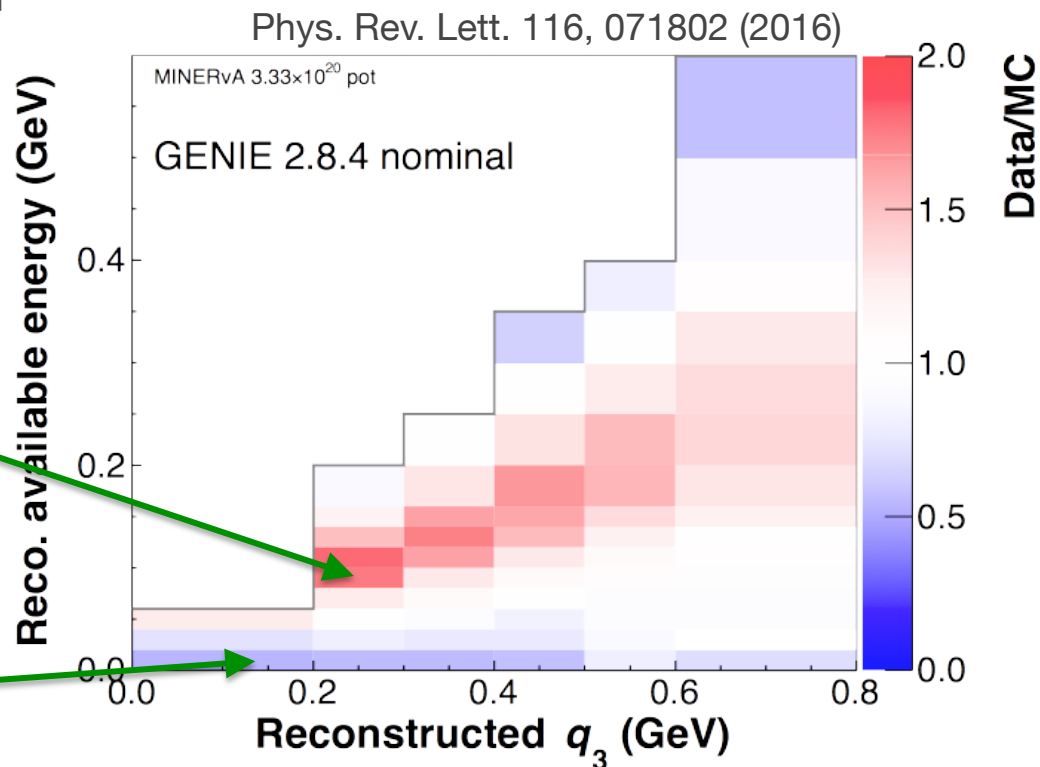 Phys. Rev. Lett. 116, 071802 (2016)
MINERvA 3.33×10²⁰ pot
GENIE 2.8.4 nominal
Reco. available energy (GeV)
0.4
0.2
0.0
0.0 0.2 0.4 0.6 0.8
Reconstructed q₃ (GeV)
2.0
1.5
1.0
0.5
0.0
Data/MC